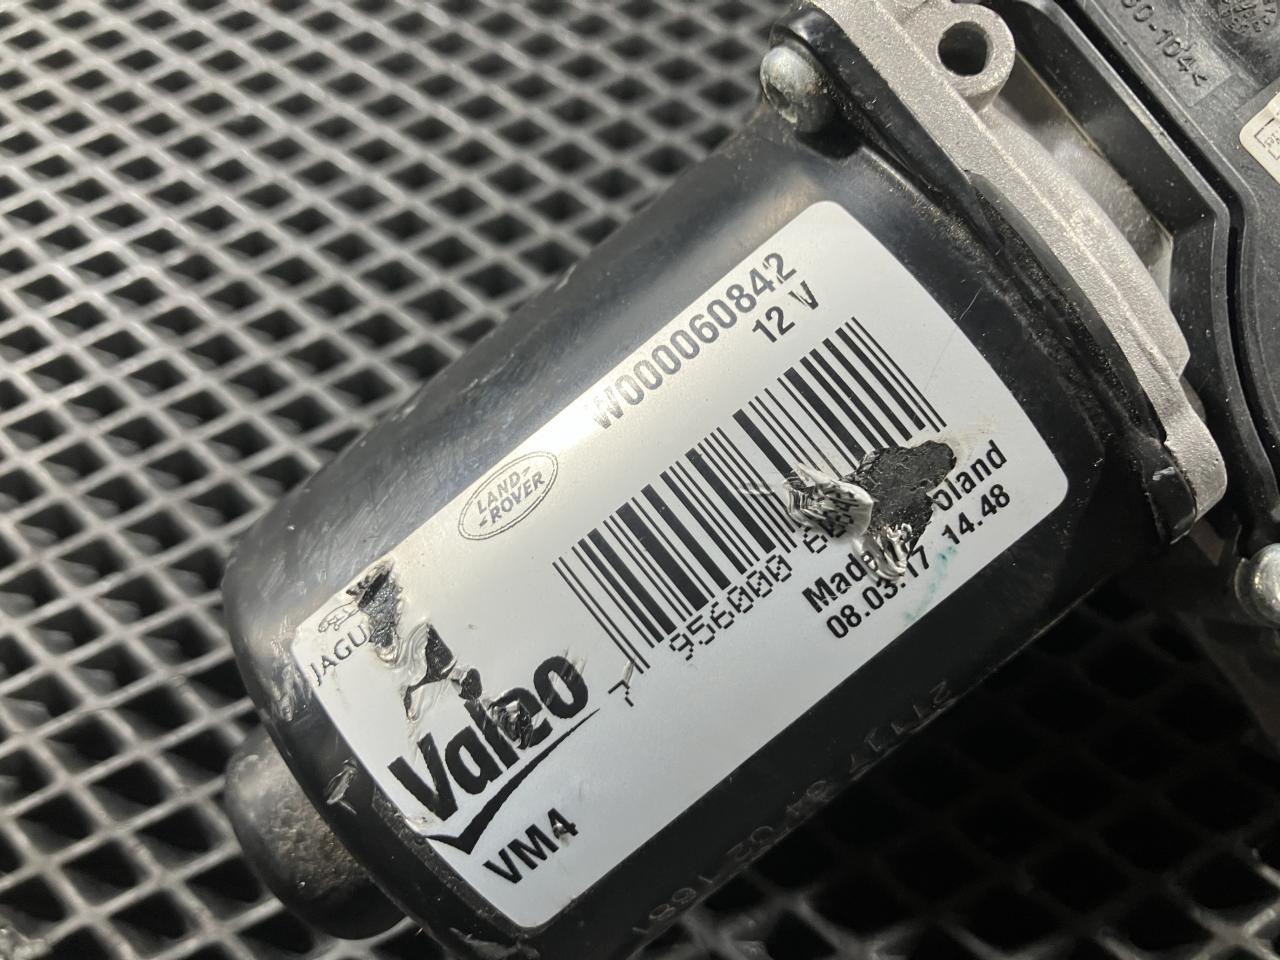 W000060842
12 V
LAND-
-ROVER
7 956000
Made
08.03.17 14.48
Valeo
VM4